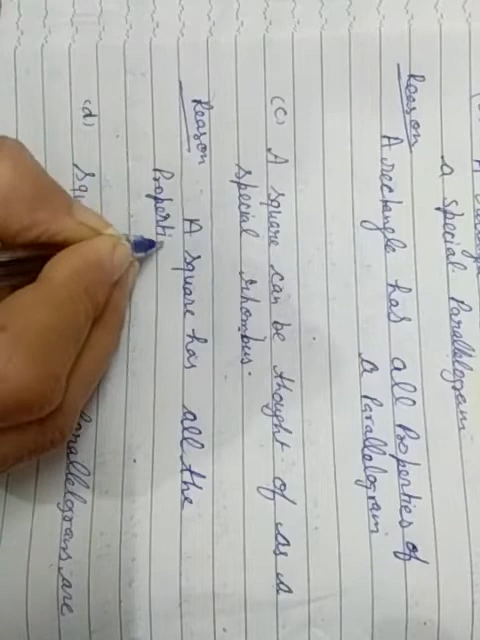 a special Parallelogram
Reason A rectangle has all Properties of
a Parallelogram
(c) A square can be thought of as a
special rhombus.
Reason A square has all the
Properti
(d) squ Parallelograms are